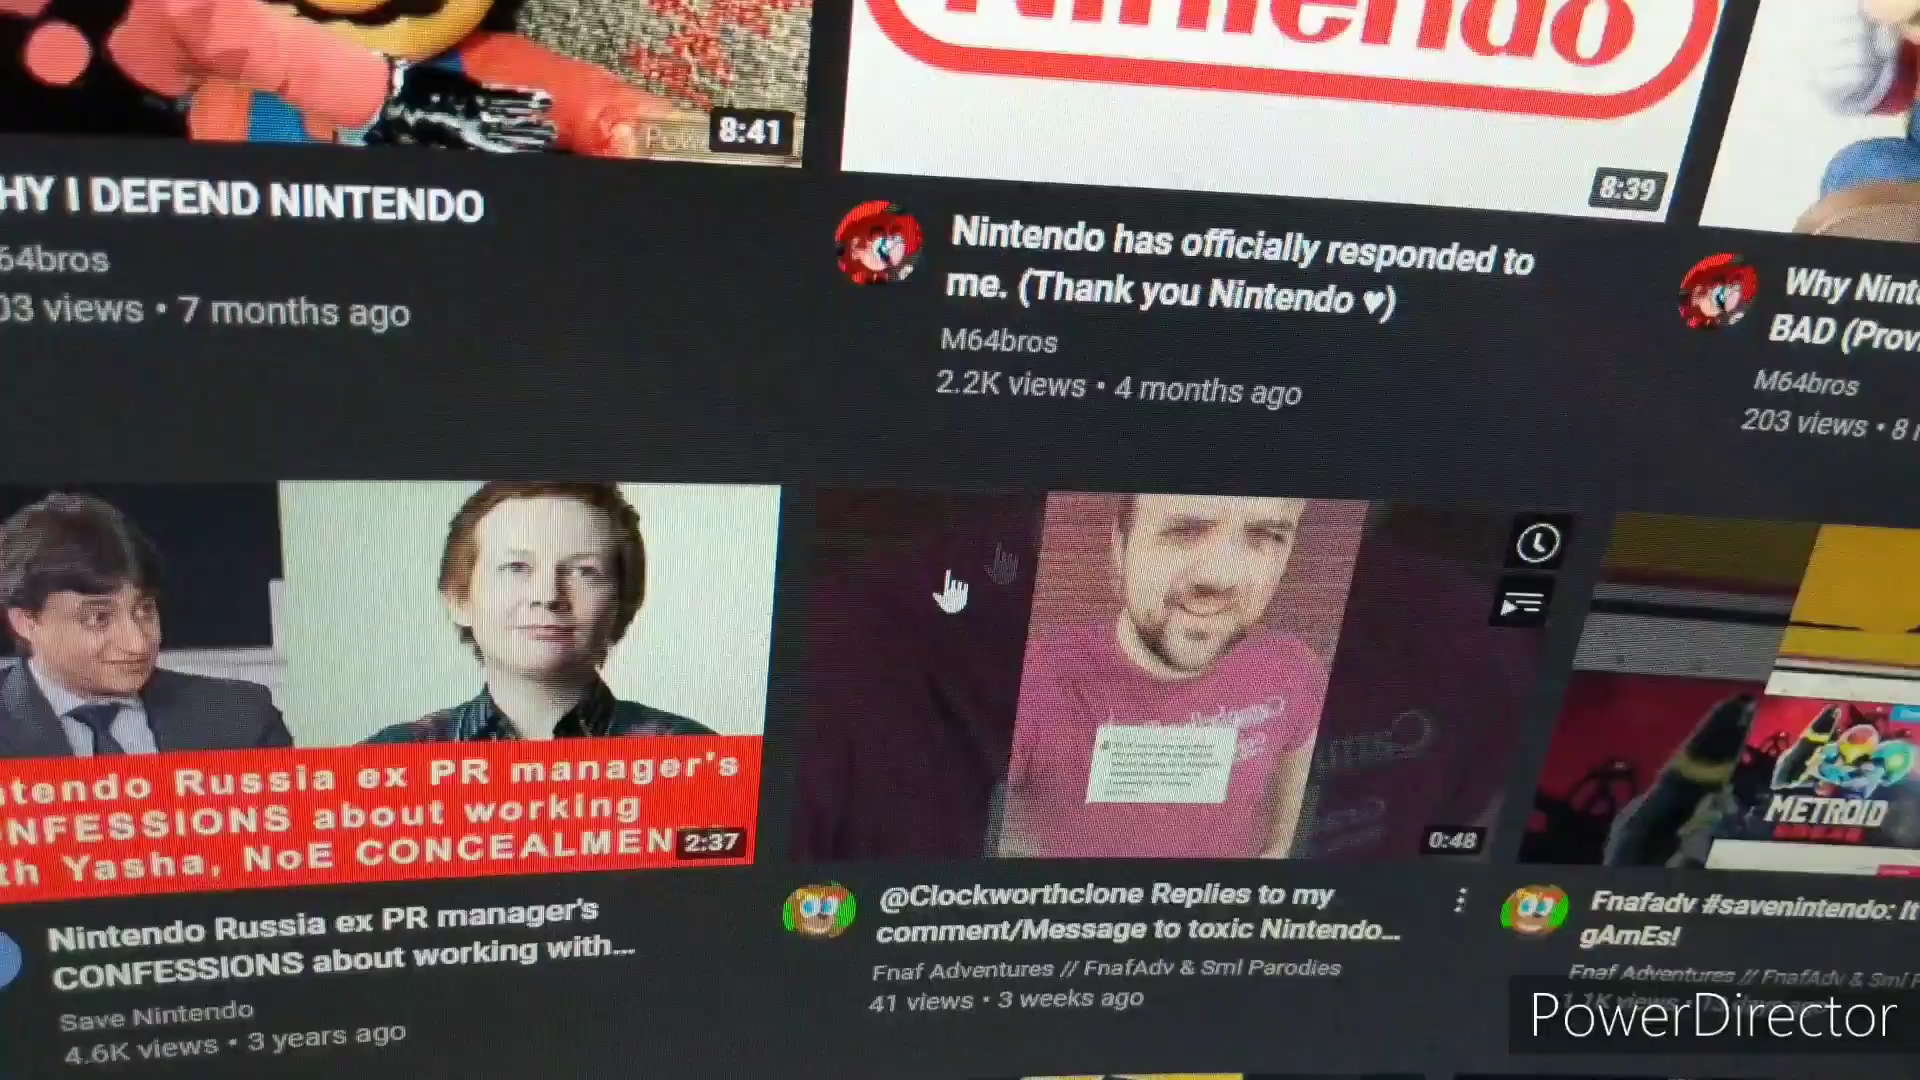 Nintendo
8:41
8:39
HY I DEFEND NINTENDO
64bros
03 views • 7 months ago
Nintendo has officially responded to
me. (Thank you Nintendo ♥)
M64bros
2.2K views • 4 months ago
Why Nint
BAD (Prov
M64bros
203 views • 8
ntendo Russia ex PR manager's
NFESSIONS about working
th Yasha, NoE CONCEALMEN
2:37
Nintendo Russia ex PR manager's
CONFESSIONS about working with...
Save Nintendo
4.6K views • 3 years ago
0:48
@Clockworthclone Replies to my
comment/Message to toxic Nintendo...
Fnaf Adventures // FnafAdv & Sml Parodies
41 views • 3 weeks ago
METROID
Fnafadv #savenintendo: It
gAmEs!
Fnaf Adventures // FnafAdv & Sml P
PowerDirector